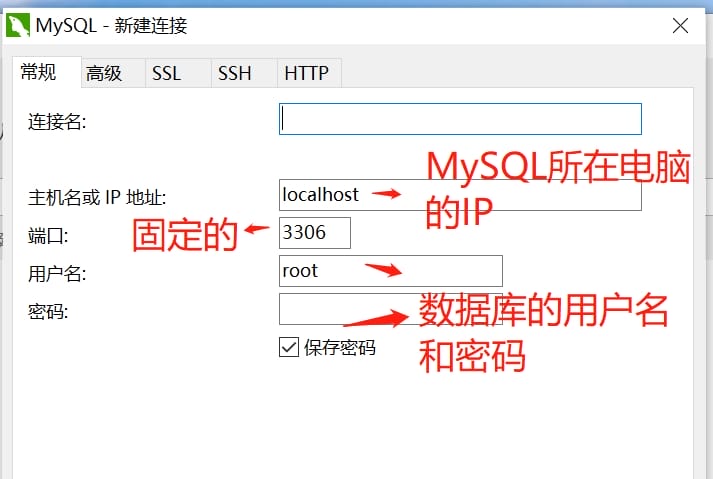 MySQL - 新建连接
常规 高级 SSL SSH HTTP
连接名:
主机名或 IP 地址: localhost
MySQL所在电脑
的IP
端口: 固定的 3306
用户名: root
密码:
数据库的用户名
和密码
保存密码